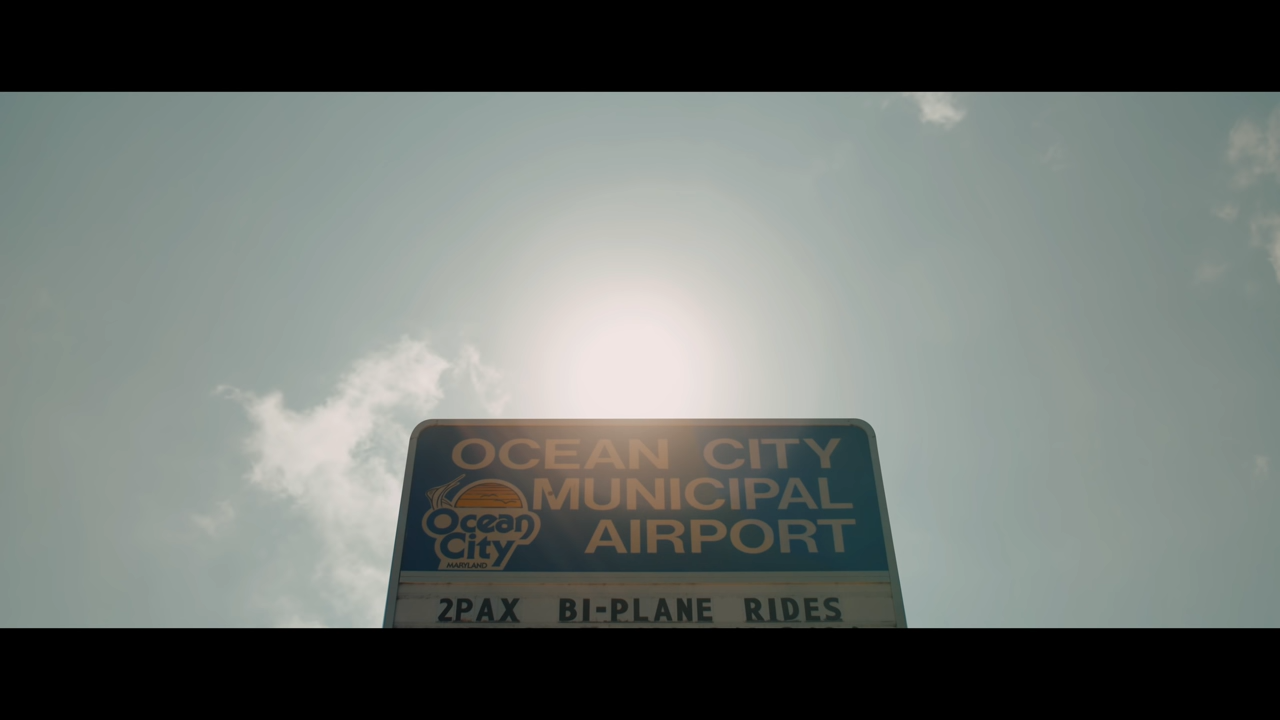 OCEAN CITY
MUNICIPAL
AIRPORT
Ocean
City
MARYLAND
2PAX BI-PLANE RIDES